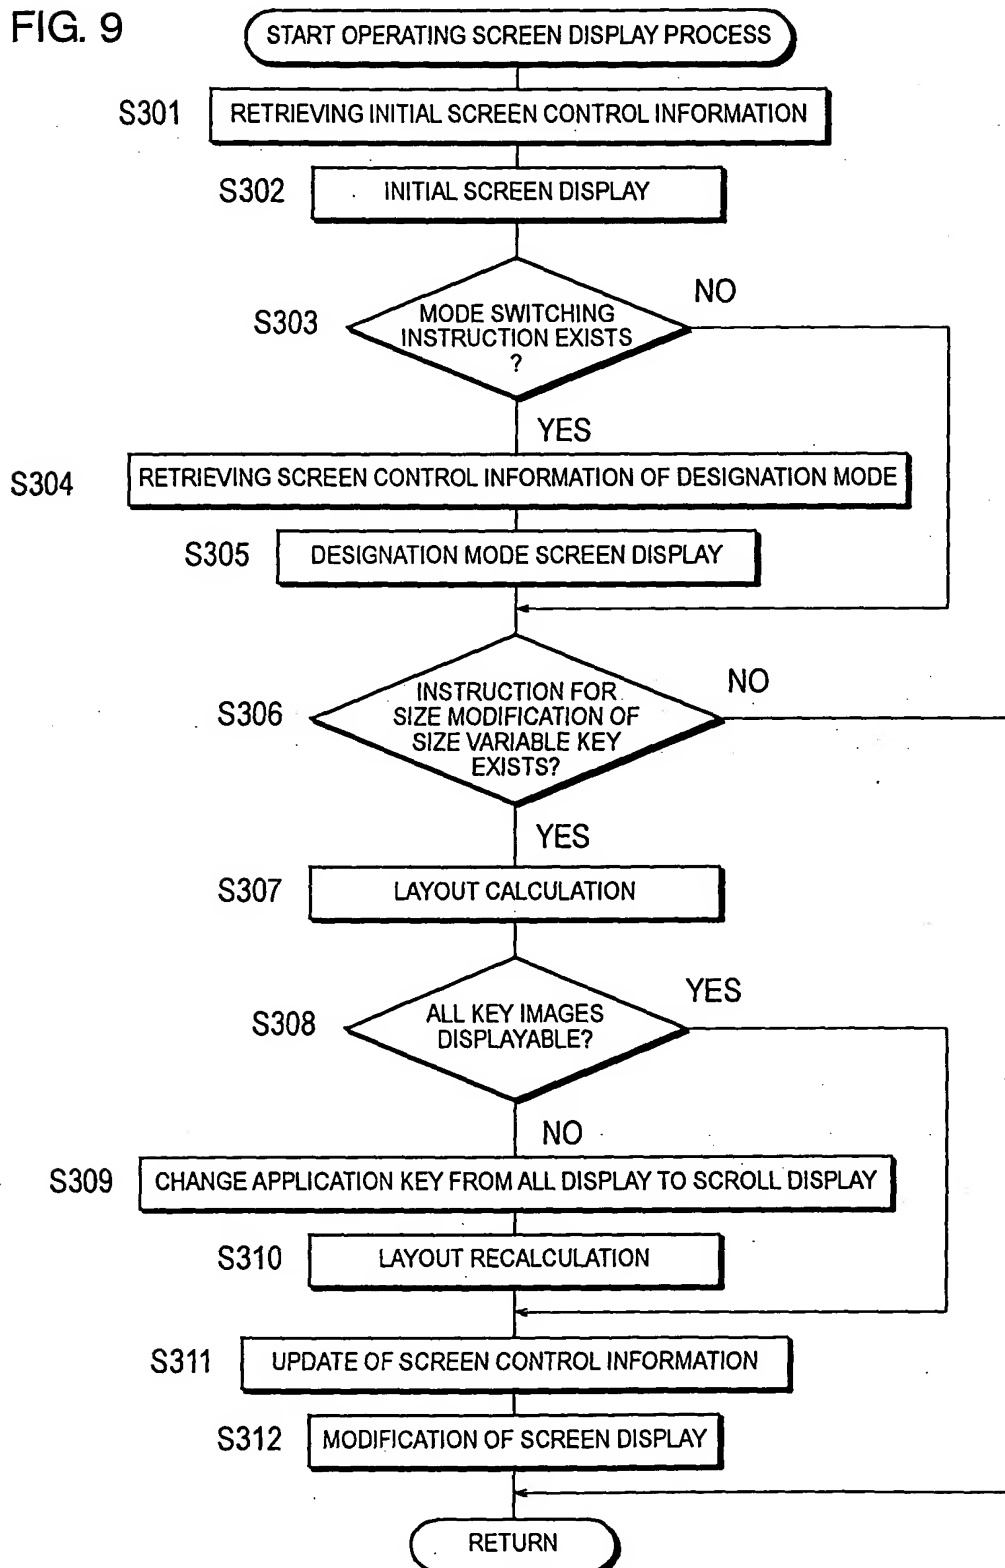 FIG. 9
START OPERATING SCREEN DISPLAY PROCESS
S301
RETRIEVING INITIAL SCREEN CONTROL INFORMATION
S302
INITIAL SCREEN DISPLAY
S303
MODE SWITCHING
INSTRUCTION EXISTS
?
NO
YES
S304
RETRIEVING SCREEN CONTROL INFORMATION OF DESIGNATION MODE
S305
DESIGNATION MODE SCREEN DISPLAY
S306
INSTRUCTION FOR
SIZE MODIFICATION OF
SIZE VARIABLE KEY
EXISTS?
NO
YES
S307
LAYOUT CALCULATION
S308
ALL KEY IMAGES
DISPLAYABLE?
YES
NO
S309
CHANGE APPLICATION KEY FROM ALL DISPLAY TO SCROLL DISPLAY
S310
LAYOUT RECALCULATION
S311
UPDATE OF SCREEN CONTROL INFORMATION
S312
MODIFICATION OF SCREEN DISPLAY
RETURN